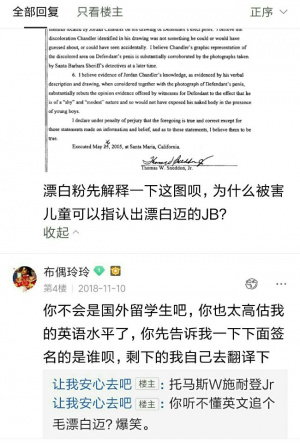 全部回复
只看楼主
正序
discoloration Chandler identified in his drawing was not something he could or would have
guessed about, or could have seen accidentally. I believe Chandler's graphic representation of
the discolored area on Defendant's penis is substantially corroborated by the photographs taken
by Santa Barbara Sheriff's detectives at a later time.
6. I believe evidence of Jordan Chandler's knowledge, as evidenced by his verbal
description and drawing, when considered together with the photograph of Defendant's penis,
substantially rebuts the opinion evidence offered by witnesses for Defendant to the effect that he
is of a "shy" and "modest" nature and so would not have exposed his naked body in the presence
of young boys.
I declare under penalty of perjury that the foregoing is true and correct except for
those statements made on information and belief, and as to those statements, I believe them to
be true.
Executed May 25, 2005, at Santa Maria, California.
Thomas W. Sneddon, Jr.
漂白粉先解释一下这图呗，为什么被害
儿童可以指认出漂白迈的JB?
收起
布偶玲玲
第4楼 2018-11-10
你不会是国外留学生吧，你也太高估我
的英语水平了，你先告诉我一下下面签
名的是谁呗，剩下的我自己去翻译下
让我安心去吧 楼主 : 托马斯W施耐登Jr
让我安心去吧 楼主 : 你听不懂英文追个
毛漂白迈? 爆笑。